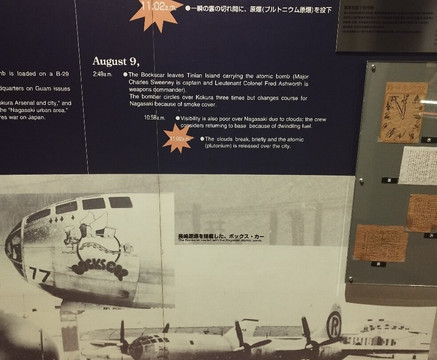 11.02a.m.
●一瞬の雲の切れ間に、原爆(プルトニウム原爆)を投下
August 9,
2:49a.m.
●The Bockscar leaves Tinian Island carrying the atomic bomb (Major
Charles Sweeney is captain and Lieutenant Colonel Fred Ashworth is
weapons commander).
The bomber circles over Kokura three times but changes course for
Nagasaki because of smoke cover.
10:58a.m.
●Visibility is also poor over Nagasaki due to clouds; the crew
considers returning to base because of dwindling fuel.
●The clouds break, briefly and the atomic
(plutonium) is released over the city.
mb is loaded on a B-29
dquarters on Guam issues
okura Arsenal and city," and
he "Nagasaki urban area,"
res war on Japan.
長崎原爆を搭載した、ボックス・カー
77
BOCKSCAR
R